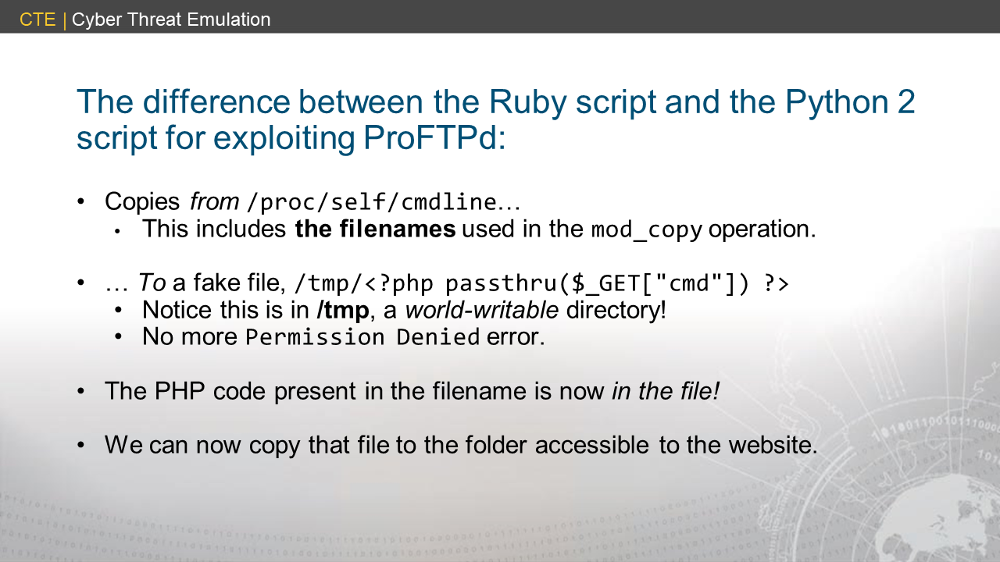 CTE | Cyber Threat Emulation
The difference between the Ruby script and the Python 2
script for exploiting ProFTPd:
• Copies from /proc/self/cmdline…
• This includes the filenames used in the mod_copy operation.
• … To a fake file, /tmp/<?php passthru($_GET["cmd"]) ?>
• Notice this is in /tmp, a world-writable directory!
• No more Permission Denied error.
• The PHP code present in the filename is now in the file!
• We can now copy that file to the folder accessible to the website.